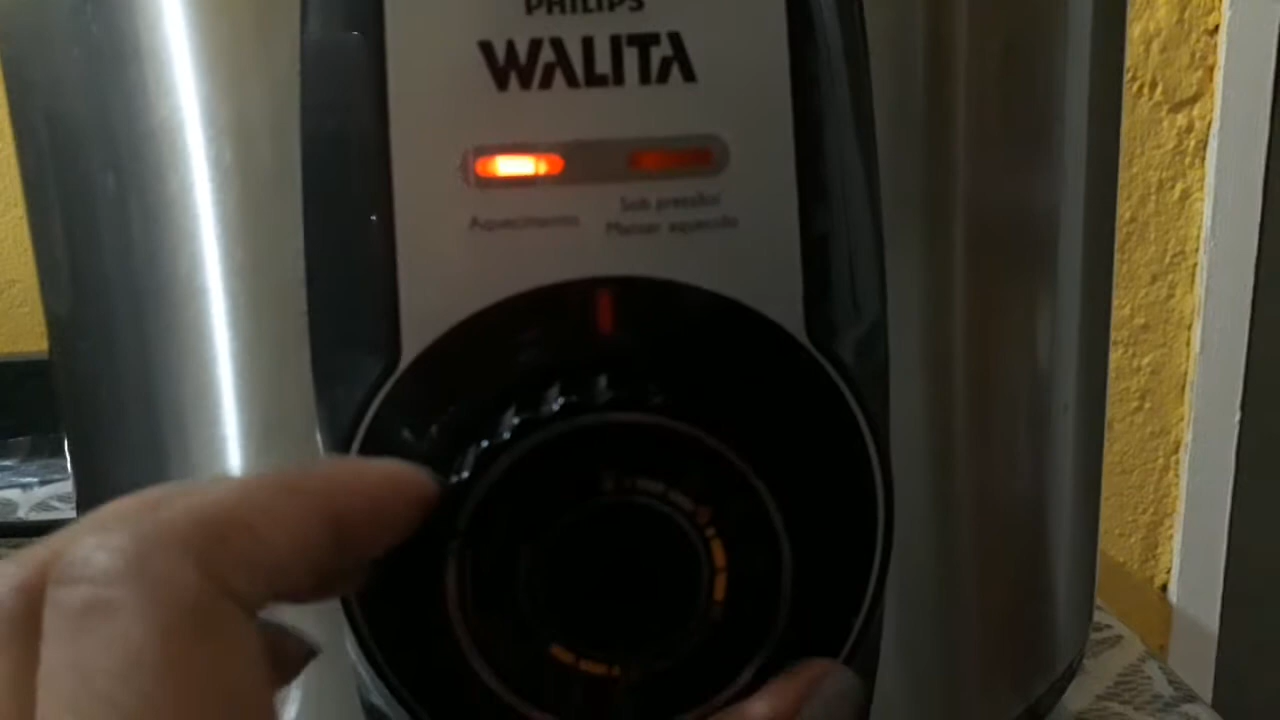 PHILIPS
WALITA
Aquecimento
Sob pressão/
Manter aquecido